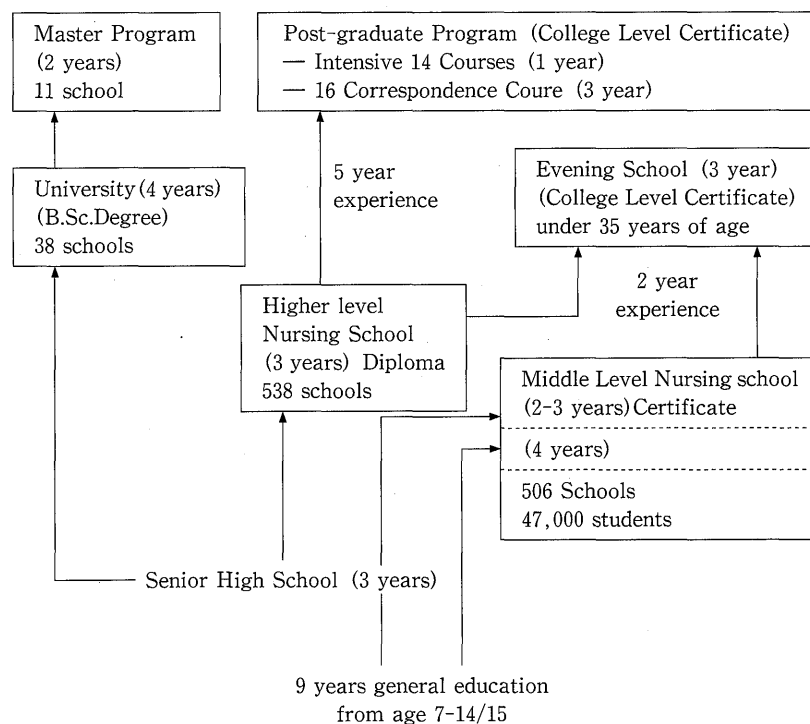 Master Program
(2 years)
11 school
Post-graduate Program (College Level Certificate)
— Intensive 14 Courses (1 year)
— 16 Correspondence Coure (3 year)
University (4 years)
(B.Sc.Degree)
38 schools
5 year
experience
Evening School (3 year)
(College Level Certificate)
under 35 years of age
2 year
experience
Higher level
Nursing School
(3 years) Diploma
538 schools
Middle Level Nursing school
(2-3 years) Certificate
(4 years)
506 Schools
47,000 students
Senior High School (3 years)
9 years general education
from age 7-14/15